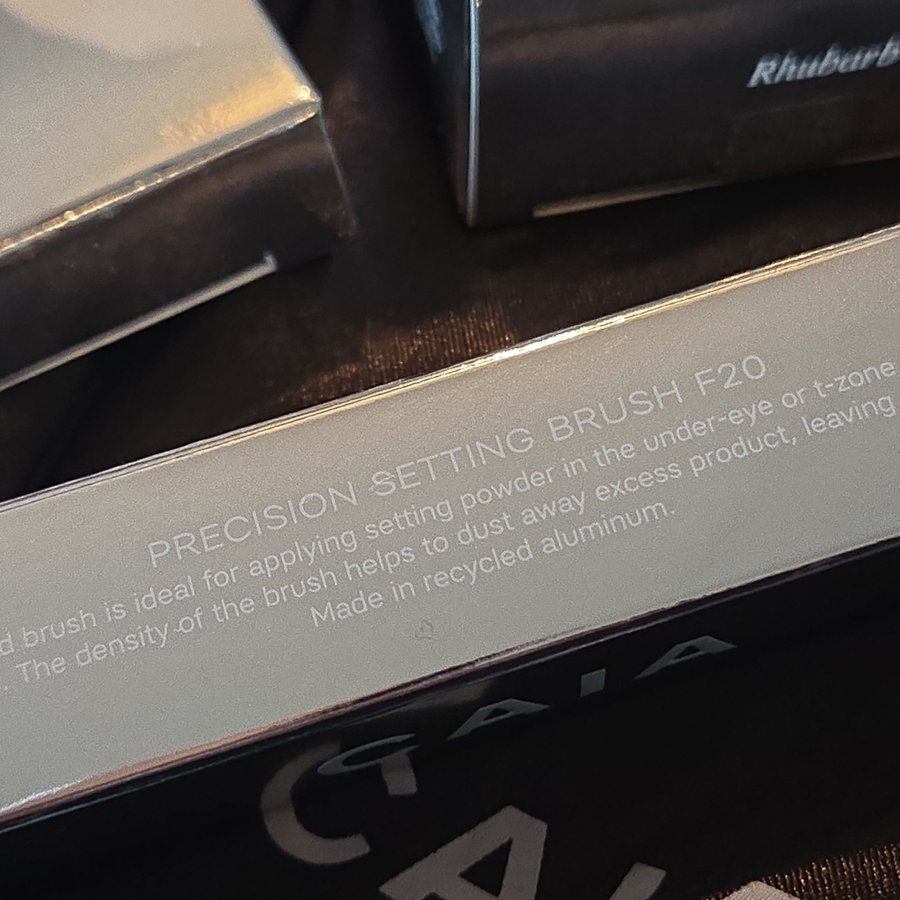 Rhubarb
PRECISION SETTING BRUSH F20
d brush is ideal for applying setting powder in the under-eye or t-zone
. The density of the brush helps to dust away excess product, leaving
Made in recycled aluminum.
GAIA
GAI